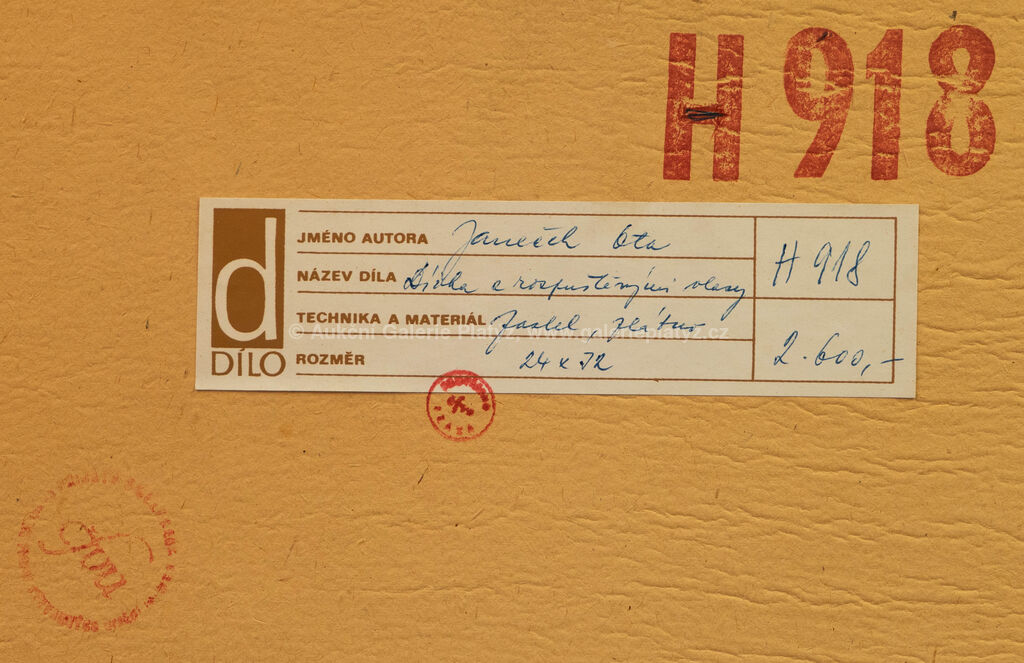 H 918
JMÉNO AUTORA Janeček Ota
NÁZEV DÍLA Dívka s rozpuštěnými vlasy
H 918
TECHNIKA A MATERIÁL Pastel, plátno
© Aukční Galerie Platýz, www.galerieplatyz.cz
d
DÍLO
ROZMĚR 24 x 32
2.600,-